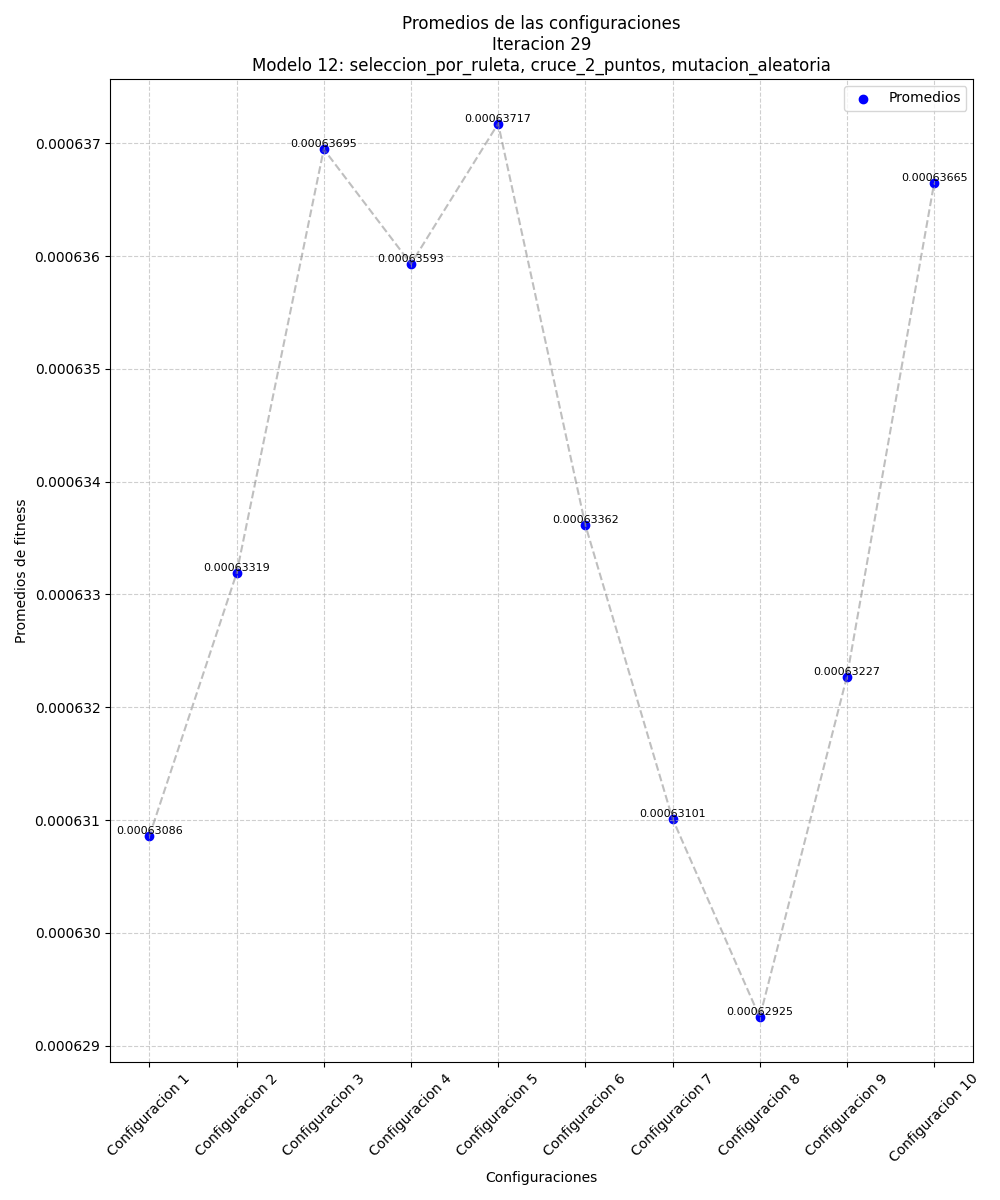 Promedios de las configuraciones
Iteracion 29
Modelo 12: seleccion_por_ruleta, cruce_2_puntos, mutacion_aleatoria
Promedios
0.000637
0.000636
0.000635
0.000634
0.000633
0.000632
0.000631
0.000630
0.000629
Promedios de fitness
0.00063086
0.00063319
0.00063695
0.00063593
0.00063717
0.00063362
0.00063101
0.00062925
0.00063227
0.00063665
Configuracion 1
Configuracion 2
Configuracion 3
Configuracion 4
Configuracion 5
Configuracion 6
Configuracion 7
Configuracion 8
Configuracion 9
Configuracion 10
Configuraciones